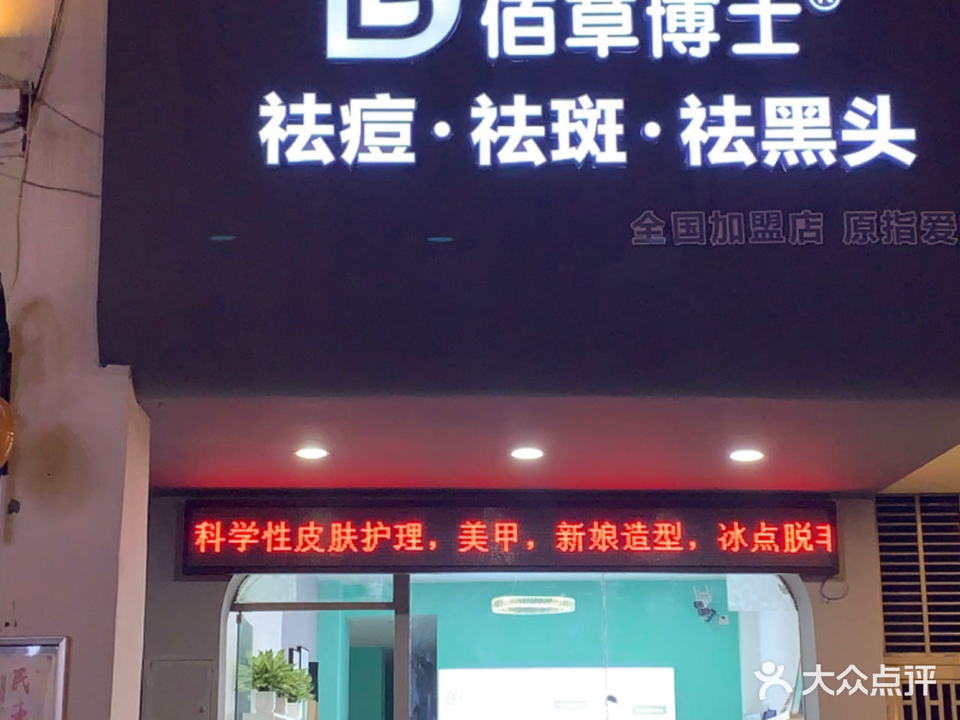 佰草博士®
祛痘·祛斑·祛黑头
全国加盟店 原指爱
科学性皮肤护理，美甲，新娘造型，冰点脱
民
大众点评